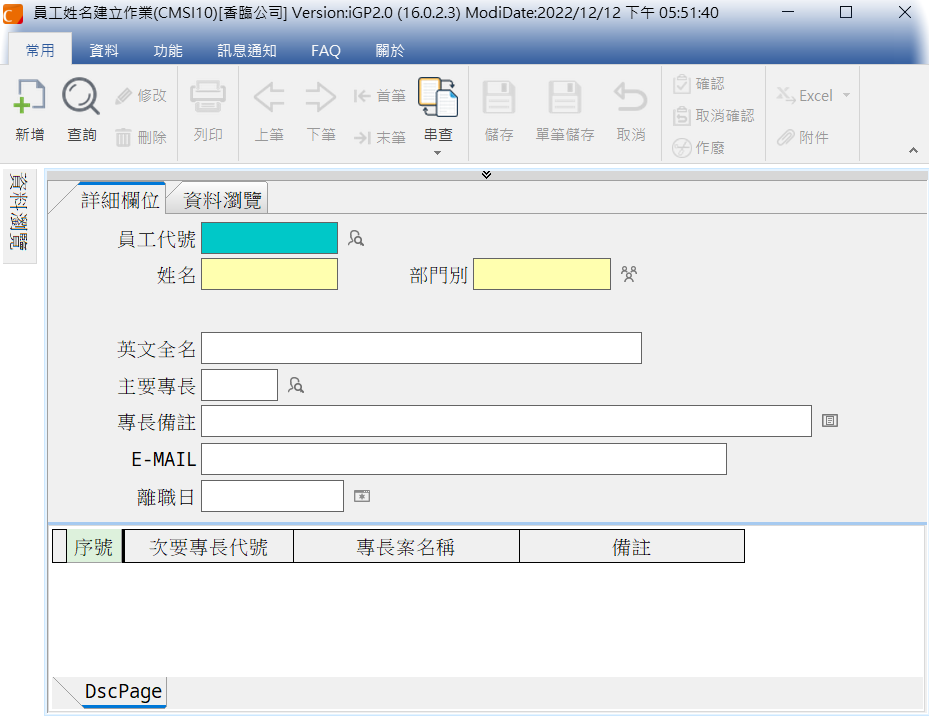 員工姓名建立作業(CMSI10)[香臨公司] Version:iGP2.0 (16.0.2.3) ModiDate:2022/12/12 下午 05:51:40
常用 資料 功能 訊息通知 FAQ 關於
新增 查詢 修改 刪除 列印 上筆 下筆 首筆 末筆 串查 儲存 單筆儲存 取消 確認 取消確認 作廢 Excel 附件
資料瀏覽
詳細欄位 資料瀏覽
員工代號
姓名 部門別
英文全名
主要專長
專長備註
E-MAIL
離職日
序號 次要專長代號 專長案名稱 備註
DscPage